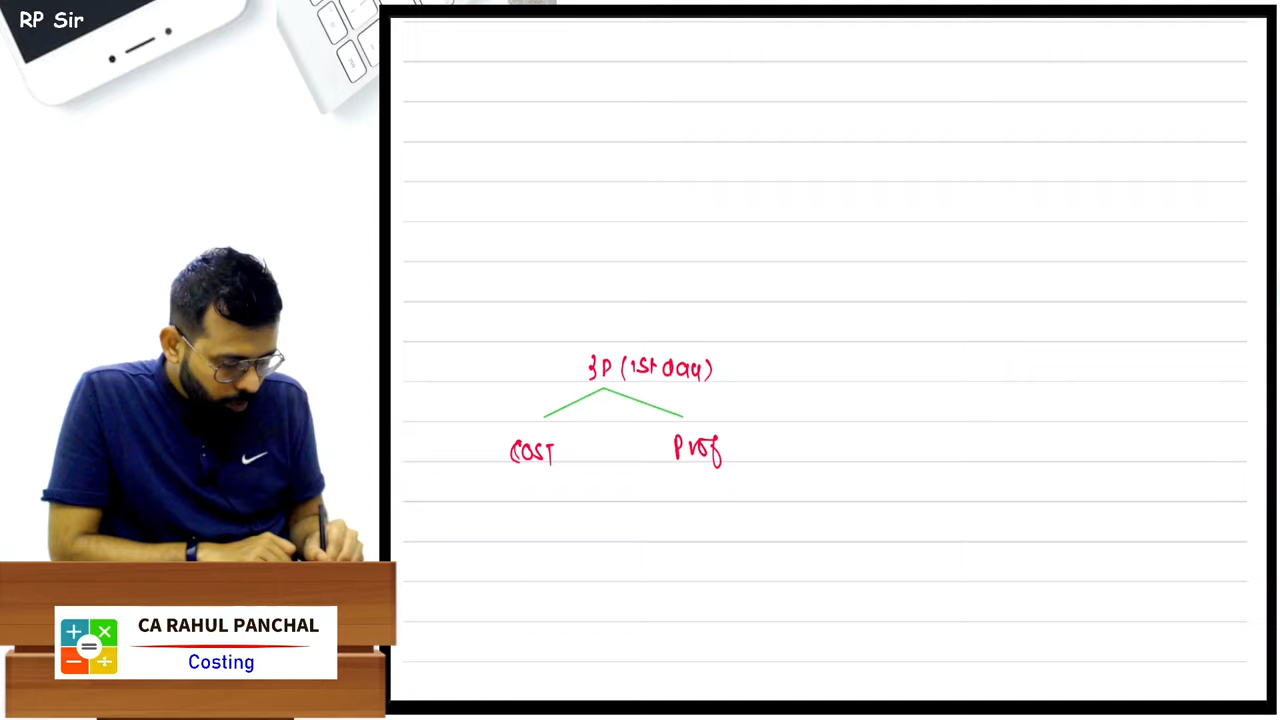 RP Sir
SP (1st day)
COST
Prof
CA RAHUL PANCHAL
Costing